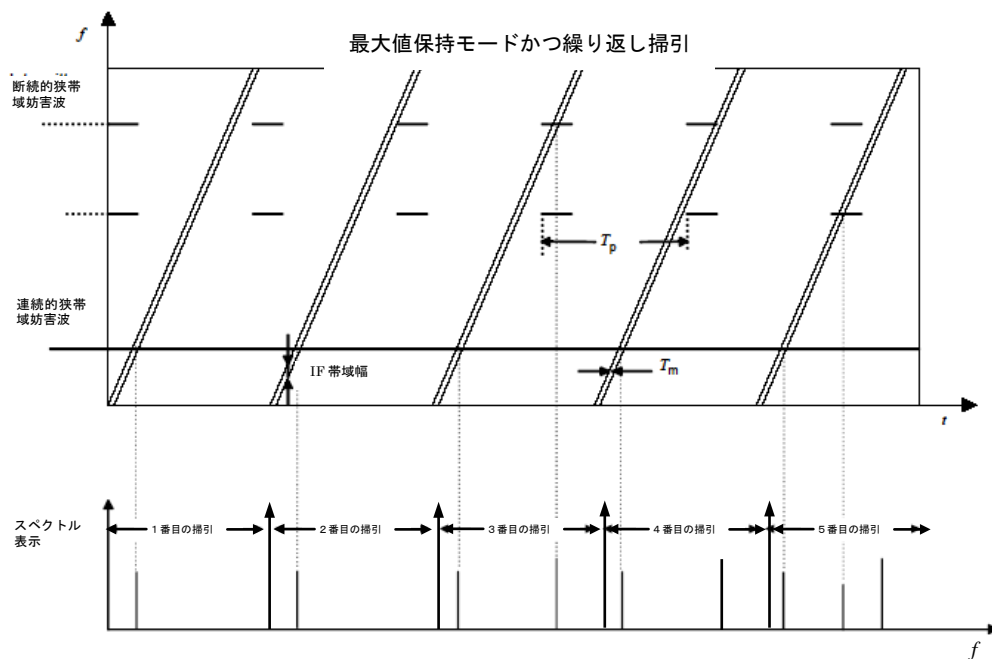 f
最大値保持モードかつ繰り返し掃引
断続的狭帯
域妨害波
Tp
連続的狭帯
域妨害波
IF 帯域幅
Tm
t
スペクトル
表示
1番目の掃引
2番目の掃引
3番目の掃引
4番目の掃引
5番目の掃引
f